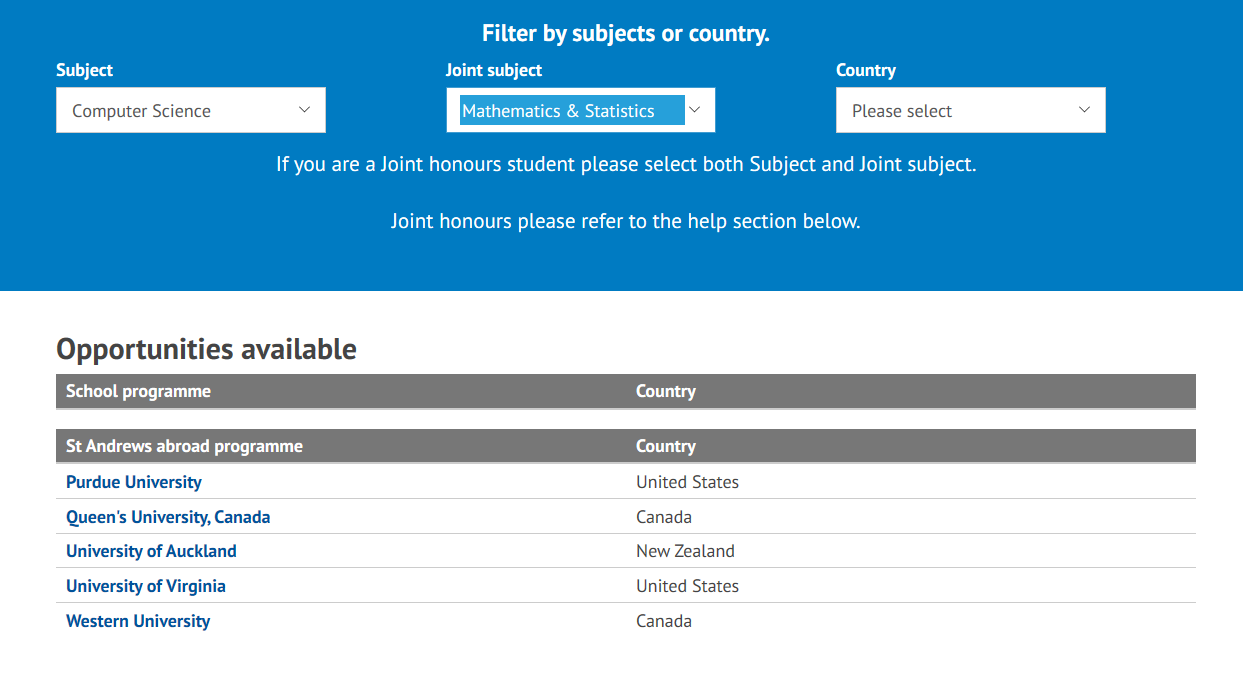 Filter by subjects or country.
Subject Joint subject Country
Computer Science Mathematics & Statistics Please select
If you are a Joint honours student please select both Subject and Joint subject.
Joint honours please refer to the help section below.
Opportunities available
School programme Country
St Andrews abroad programme Country
Purdue University United States
Queen's University, Canada Canada
University of Auckland New Zealand
University of Virginia United States
Western University Canada